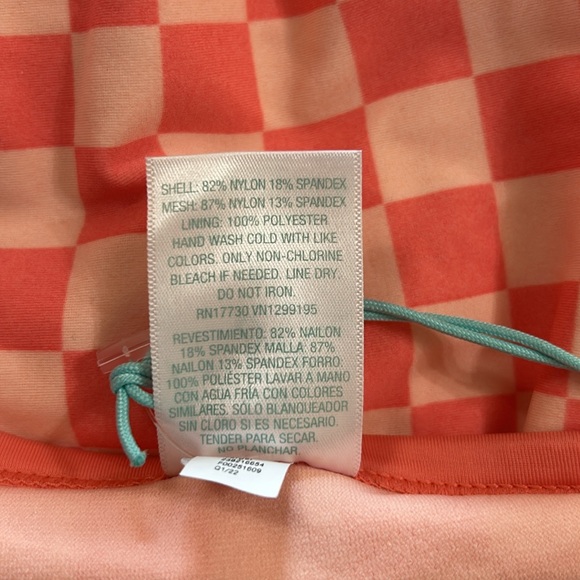 SHELL: 82% NYLON 18% SPANDEX
MESH: 87% NYLON 13% SPANDEX
LINING: 100% POLYESTER
HAND WASH COLD WITH LIKE
COLORS. ONLY NON-CHLORINE
BLEACH IF NEEDED. LINE DRY.
DO NOT IRON.
RN17730 VN1299195
REVESTIMIENTO: 82% NAILON
18% SPANDEX MALLA: 87%
NAILON 13% SPANDEX FORRO:
100% POLIÉSTER LAVAR A MANO
CON AGUA FRÍA CON COLORES
SIMILARES. SÓLO BLANQUEADOR
SIN CLORO SI ES NECESARIO.
TENDER PARA SECAR.
NO PLANCHAR.
F00251609
Q1/22